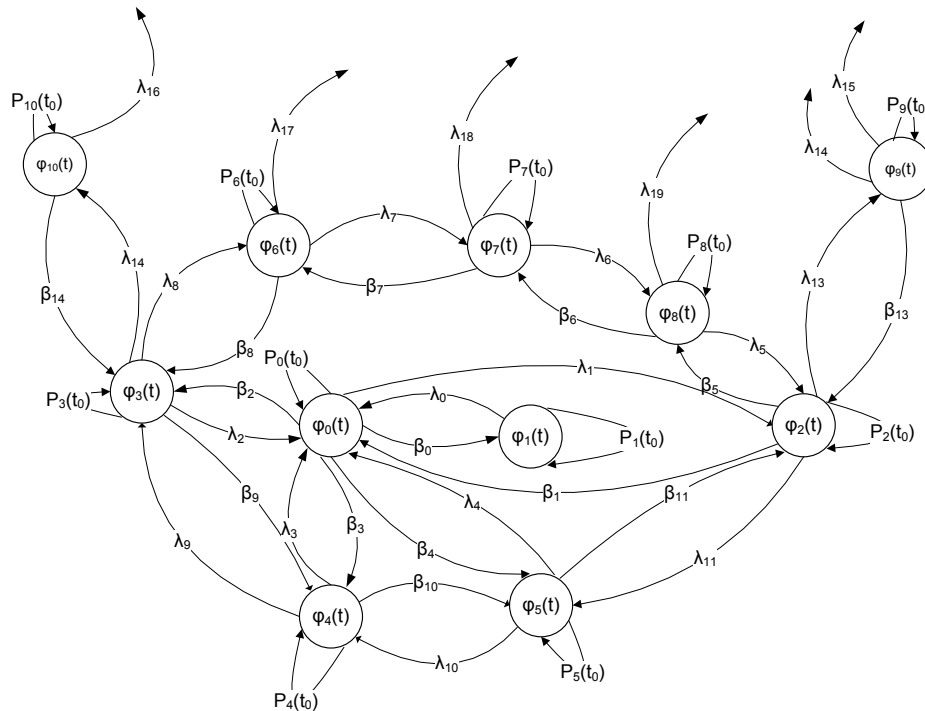 λ₁₆
λ₁₅
P₁₀(t₀)
P₉(t₀
λ₁₇
λ₁₈
λ₁₄
φ₁₀(t)
P₆(t₀)
P₇(t₀)
φ₉(t)
λ₁₉
λ₇
φ₆(t)
φ₇(t)
P₈(t₀)
λ₆
λ₁₄
λ₈
λ₁₃
β₁₄
β₇
β₁₃
β₆
φ₈(t)
β₈
λ₅
P₀(t₀)
λ₁
φ₃(t)
β₂
λ₀
β₅
P₃(t₀)
φ₀(t)
λ₂
β₀
φ₁(t)
P₁(t₀)
φ₂(t)
P₂(t₀)
β₉
β₁
β₁₁
λ₃
β₃
λ₄
λ₉
β₄
λ₁₁
β₁₀
φ₄(t)
φ₅(t)
λ₁₀
P₅(t₀)
P₄(t₀)